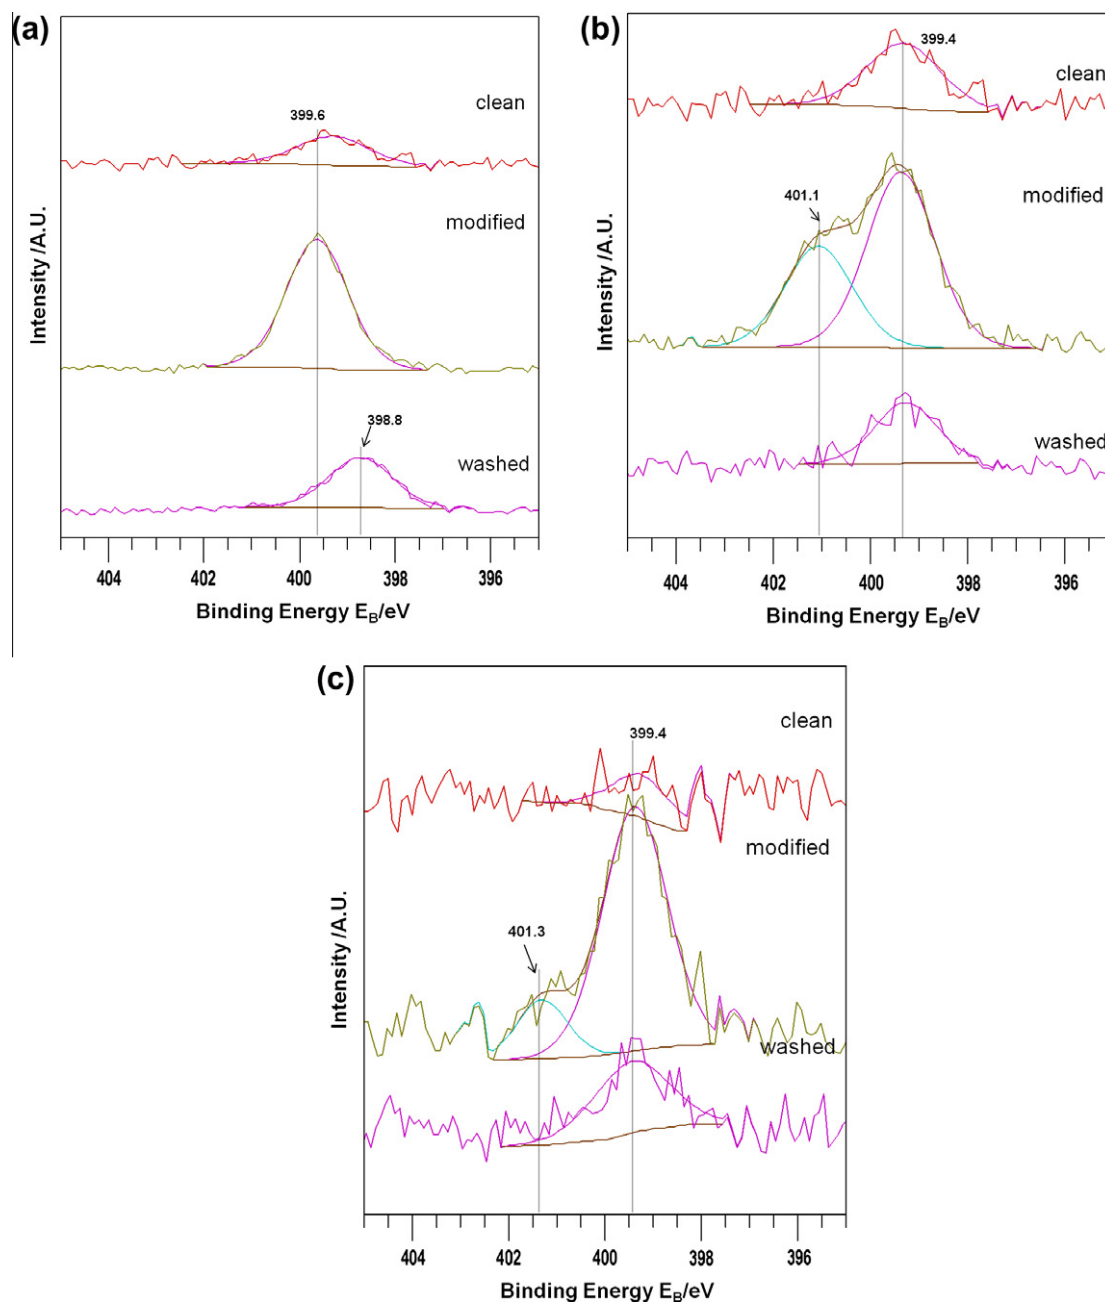 (a)
clean
399.6
modified
398.8
washed
Intensity /A.U.
404 402 400 398 396
Binding Energy E_B/eV
(b)
399.4
clean
401.1
modified
washed
Intensity /A.U.
404 402 400 398 396
Binding Energy E_B/eV
(c)
clean
399.4
modified
401.3
washed
Intensity /A.U.
404 402 400 398 396
Binding Energy E_B/eV